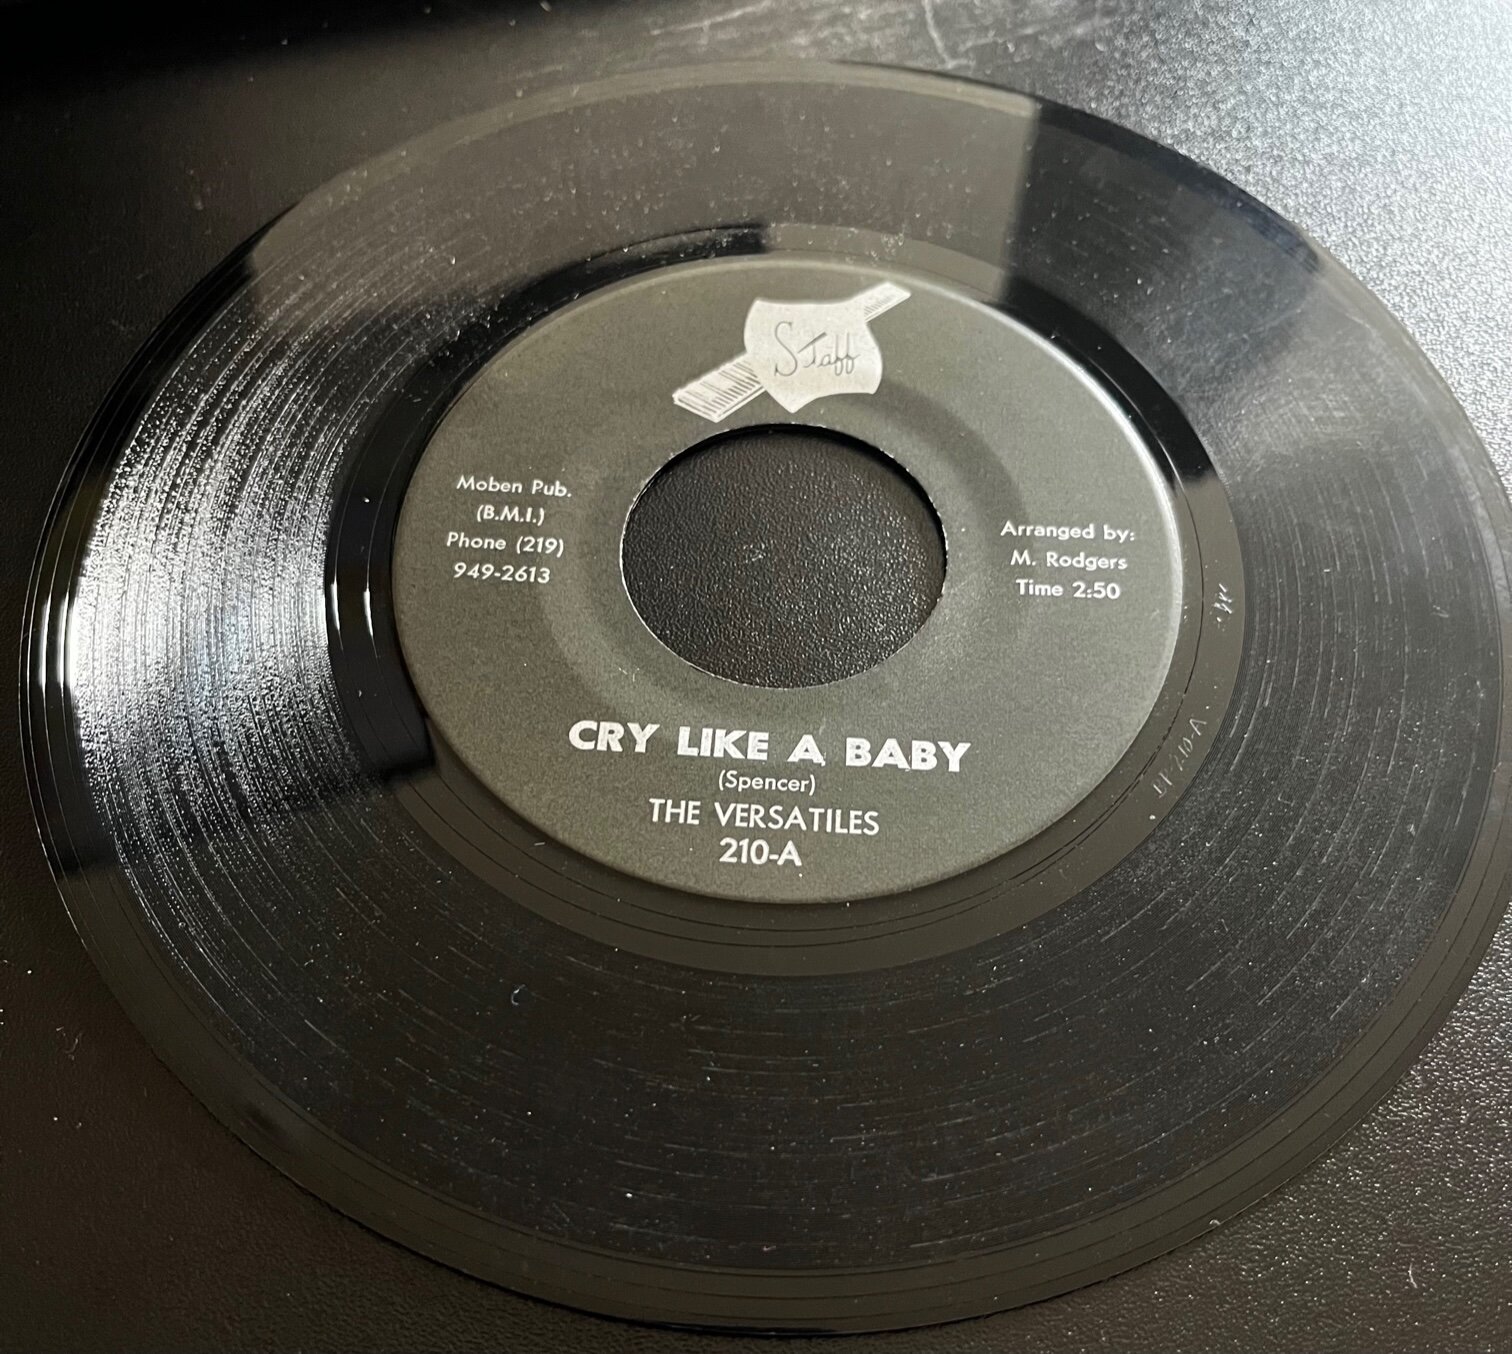 Staff
Moben Pub.
(B.M.I.)
Phone (219)
949-2613
Arranged by:
M. Rodgers
Time 2:50
CRY LIKE A BABY
(Spencer)
THE VERSATILES
210-A